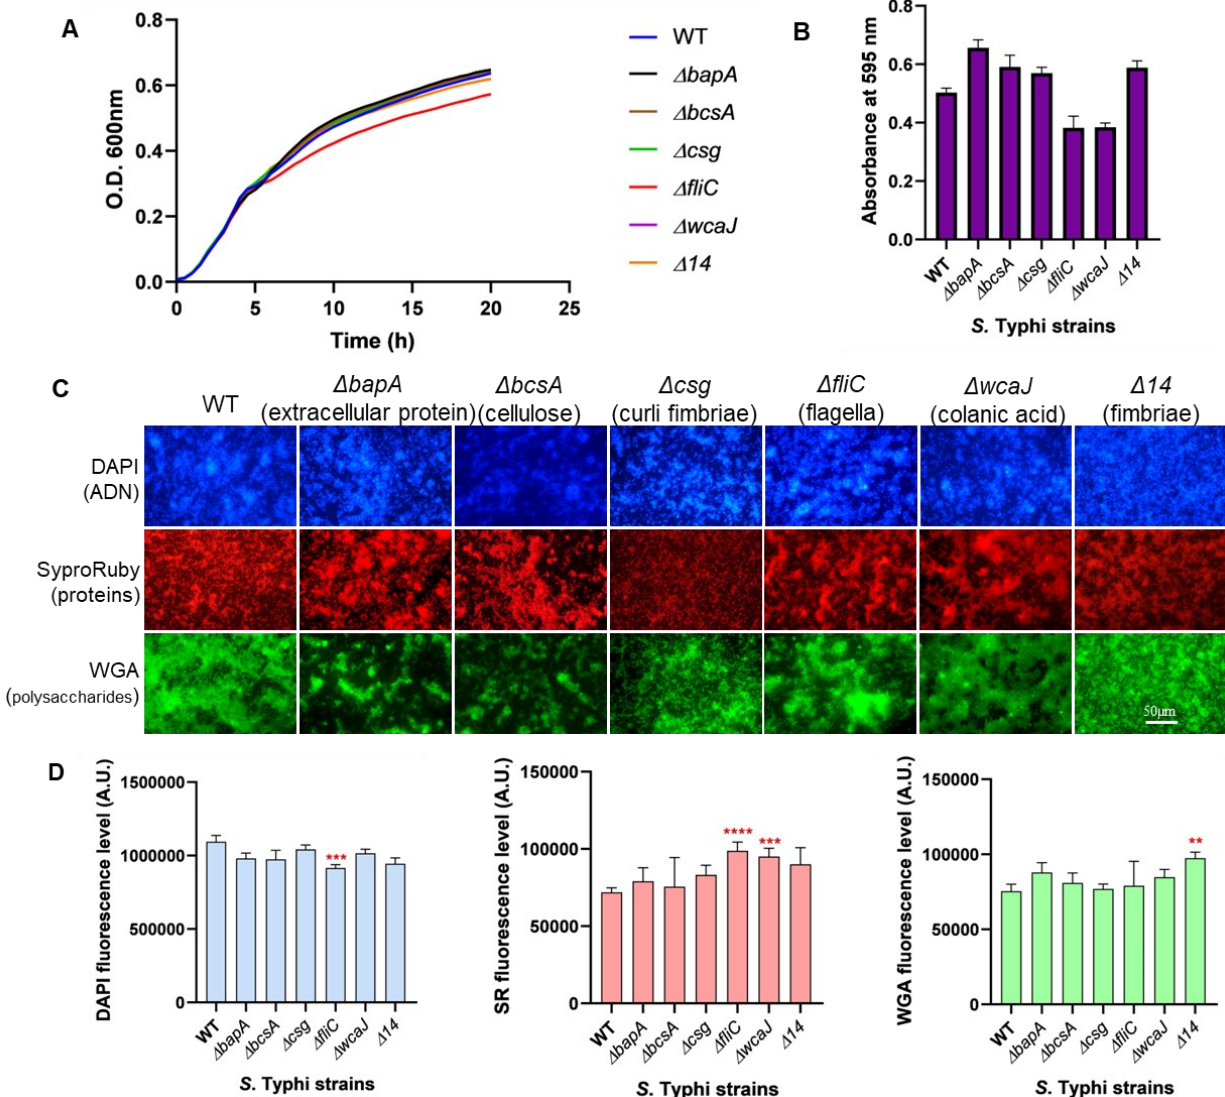 A
0.8
0.6
0.4
0.2
0.0
O.D. 600nm
0
5
10
15
20
25
Time (h)
WT
ΔbapA
ΔbcsA
Δcsg
ΔfliC
ΔwcaJ
Δ14
B
0.8
0.6
0.4
0.2
0.0
Absorbance at 595 nm
WT
ΔbapA
ΔbcsA
Δcsg
ΔfliC
ΔwcaJ
Δ14
S. Typhi strains
C
WT
ΔbapA
(extracellular protein)
ΔbcsA
(cellulose)
Δcsg
(curli fimbriae)
ΔfliC
(flagella)
ΔwcaJ
(colanic acid)
Δ14
(fimbriae)
DAPI
(ADN)
SyproRuby
(proteins)
WGA
(polysaccharides)
50μm
D
1500000
1000000
500000
0
DAPI fluorescence level (A.U.)
***
WT
ΔbapA
ΔbcsA
Δcsg
ΔfliC
ΔwcaJ
Δ14
S. Typhi strains
150000
100000
50000
0
SR fluorescence level (A.U.)
****
***
WT
ΔbapA
ΔbcsA
Δcsg
ΔfliC
ΔwcaJ
Δ14
S. Typhi strains
150000
100000
50000
0
WGA fluorescence level (A.U.)
**
WT
ΔbapA
ΔbcsA
Δcsg
ΔfliC
ΔwcaJ
Δ14
S. Typhi strains